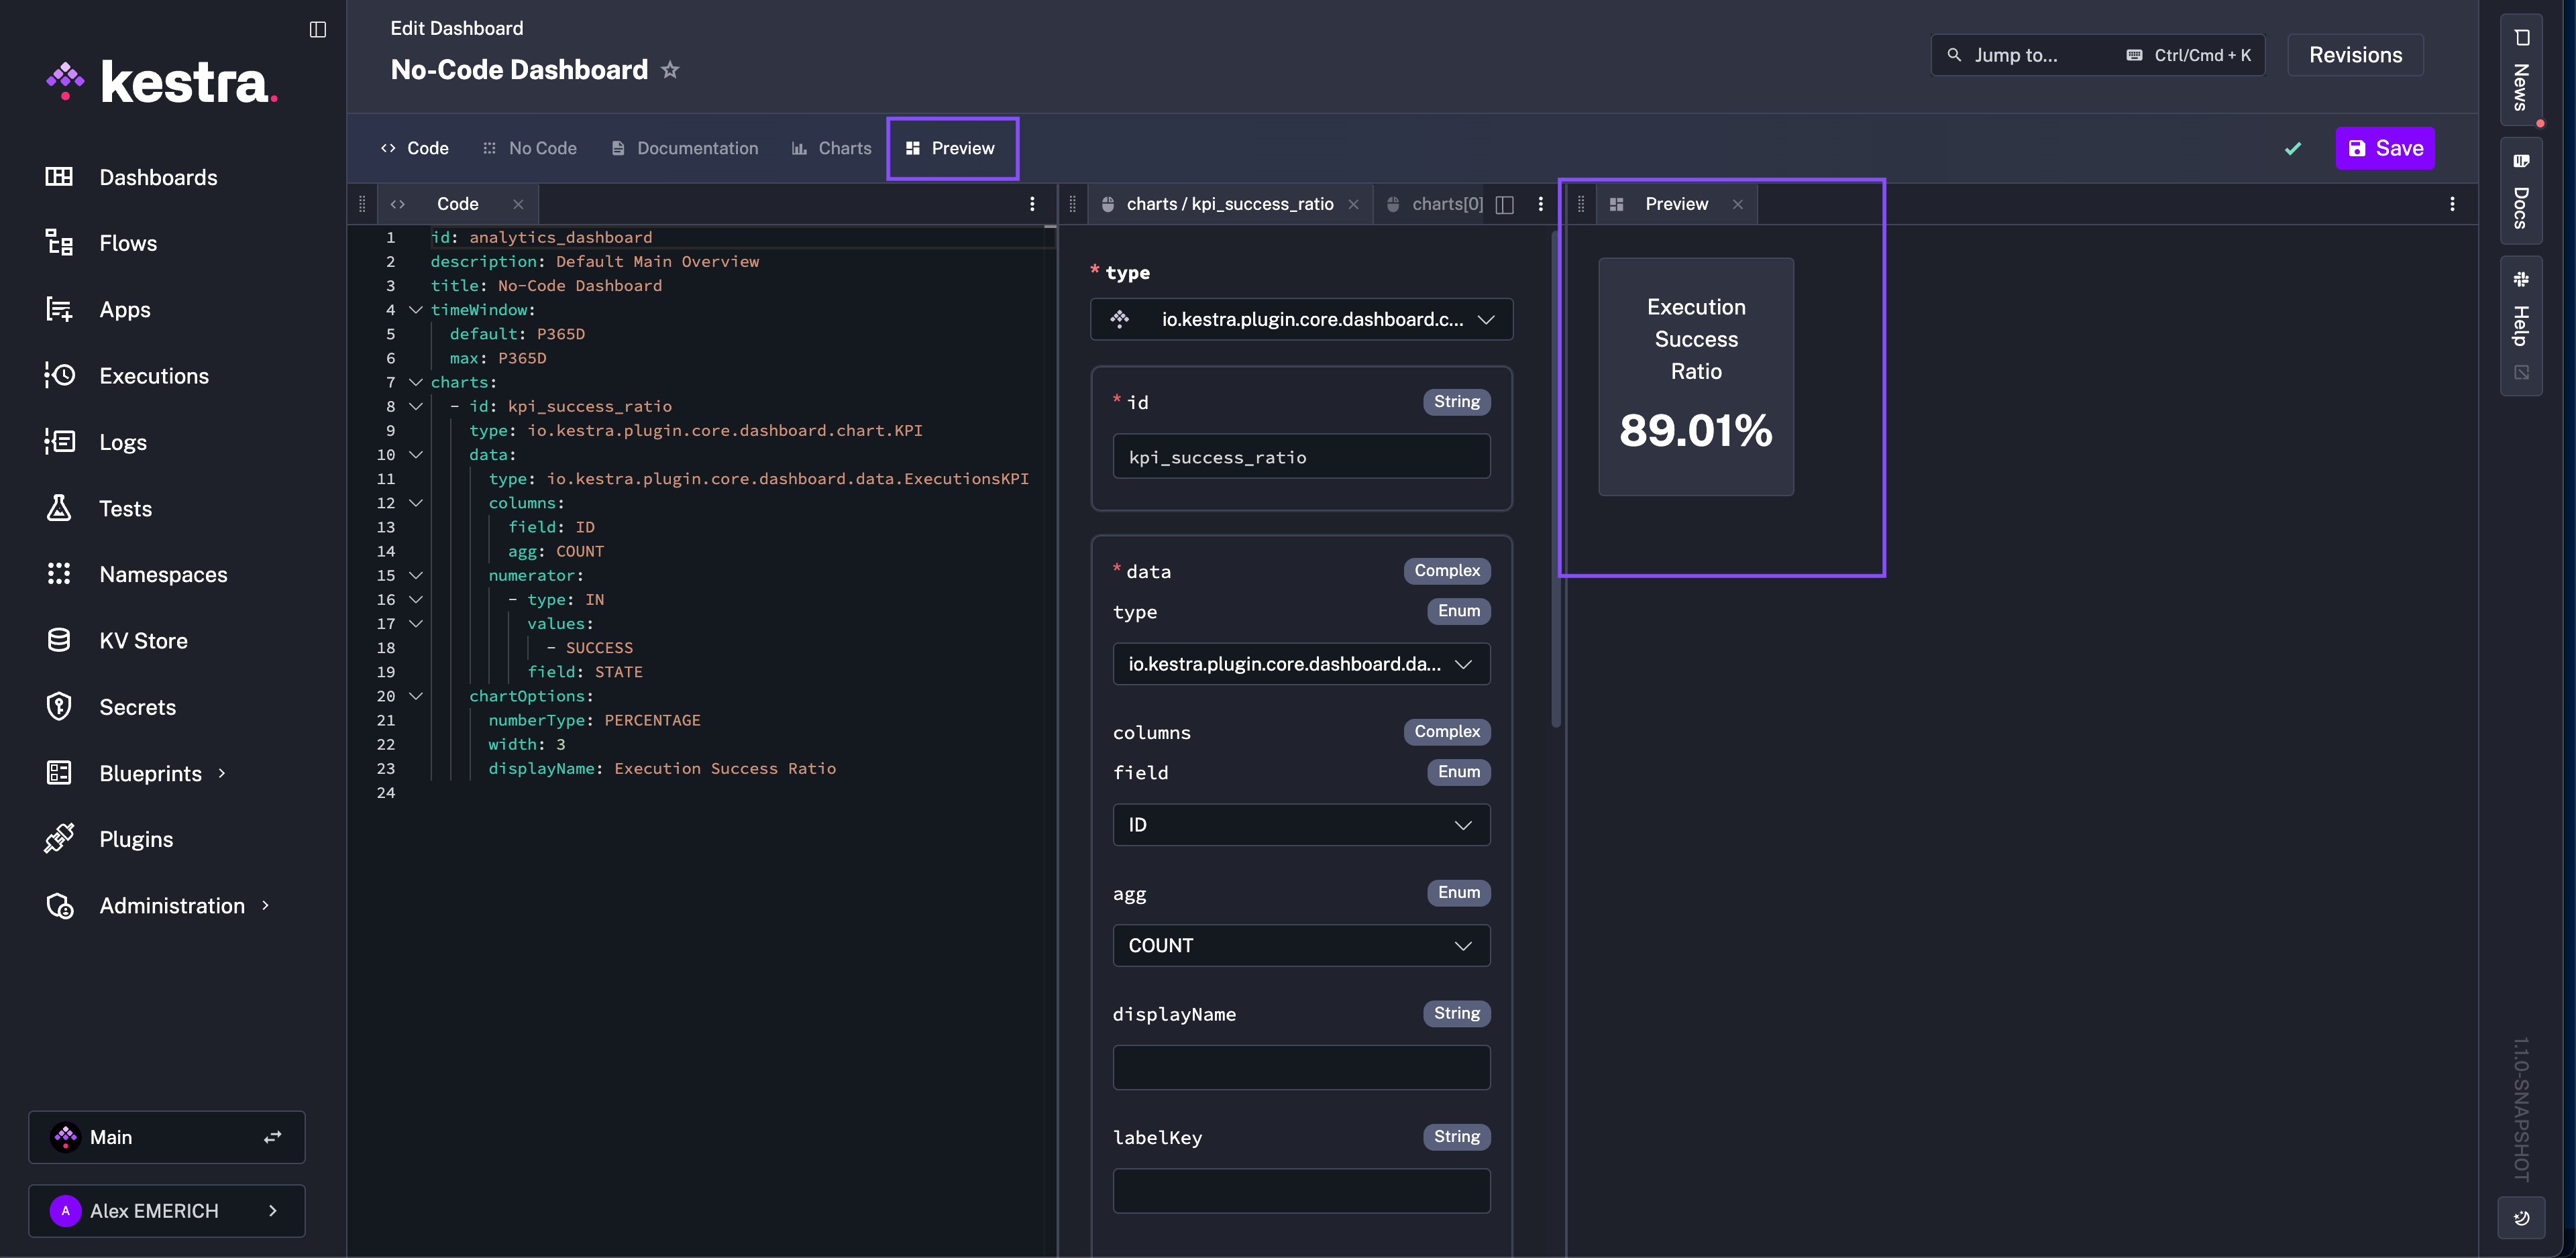 kestra.
Dashboards
Flows
Apps
Executions
Logs
Tests
Namespaces
KV Store
Secrets
Blueprints
Plugins
Administration
Main
A
Alex EMERICH
Edit Dashboard
No-Code Dashboard
Jump to...
Ctrl/Cmd + K
Revisions
Code
No Code
Documentation
Charts
Preview
Save
Code
1 id: analytics_dashboard
2 description: Default Main Overview
3 title: No-Code Dashboard
4 timeWindow:
5 default: P365D
6 max: P365D
7 charts:
8 - id: kpi_success_ratio
9 type: io.kestra.plugin.core.dashboard.chart.KPI
10 data:
11 type: io.kestra.plugin.core.dashboard.data.ExecutionsKPI
12 columns:
13 field: ID
14 agg: COUNT
15 numerator:
16 - type: IN
17 values:
18 - SUCCESS
19 field: STATE
20 chartOptions:
21 numberType: PERCENTAGE
22 width: 3
23 displayName: Execution Success Ratio
24
charts / kpi_success_ratio
charts[0]
* type
io.kestra.plugin.core.dashboard.c...
* id
String
kpi_success_ratio
* data
Complex
type
Enum
io.kestra.plugin.core.dashboard.da...
columns
Complex
field
Enum
ID
agg
Enum
COUNT
displayName
String
labelKey
String
Preview
Execution
Success
Ratio
89.01%
News
Docs
Help
1.1.0-SNAPSHOT